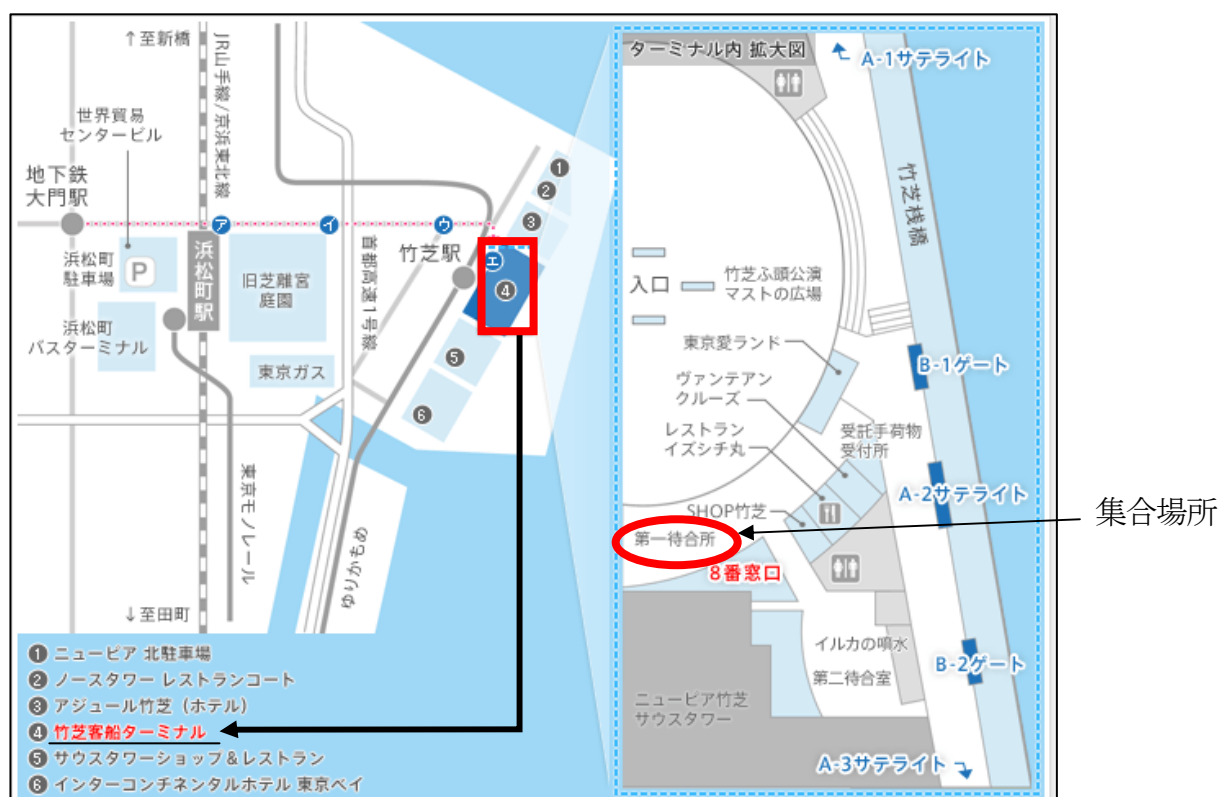 ↑至新橋
JR山手線/京浜東北線
世界貿易
センタービル
地下鉄
大門駅
ア
イ
ウ
エ
浜松町
駐車場
P
浜松町駅
旧芝離宮
庭園
首都高速1号線
竹芝駅
1
2
3
4
5
6
浜松町
バスターミナル
東京ガス
東京モノレール
ゆりかもめ
↓至田町
❶ ニューピア 北駐車場
❷ ノースタワー レストランコート
❸ アジュール竹芝 (ホテル)
❹ 竹芝客船ターミナル
❺ サウスタワーショップ&レストラン
❻ インターコンチネンタルホテル 東京ベイ
ターミナル内 拡大図
A-1サテライト
竹芝桟橋
入口
竹芝ふ頭公演
マストの広場
東京愛ランド
B-1ゲート
ヴァンテアン
クルーズ
レストラン
イズシチ丸
受託手荷物
受付所
A-2サテライト
SHOP竹芝
第一待合所
集合場所
8番窓口
イルカの噴水
B-2ゲート
第二待合室
ニューピア竹芝
サウスタワー
A-3サテライト